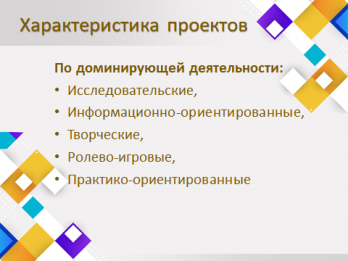 Характеристика проектов
По доминирующей деятельности:
• Исследовательские,
• Информационно-ориентированные,
• Творческие,
• Ролево-игровые,
• Практико-ориентированные